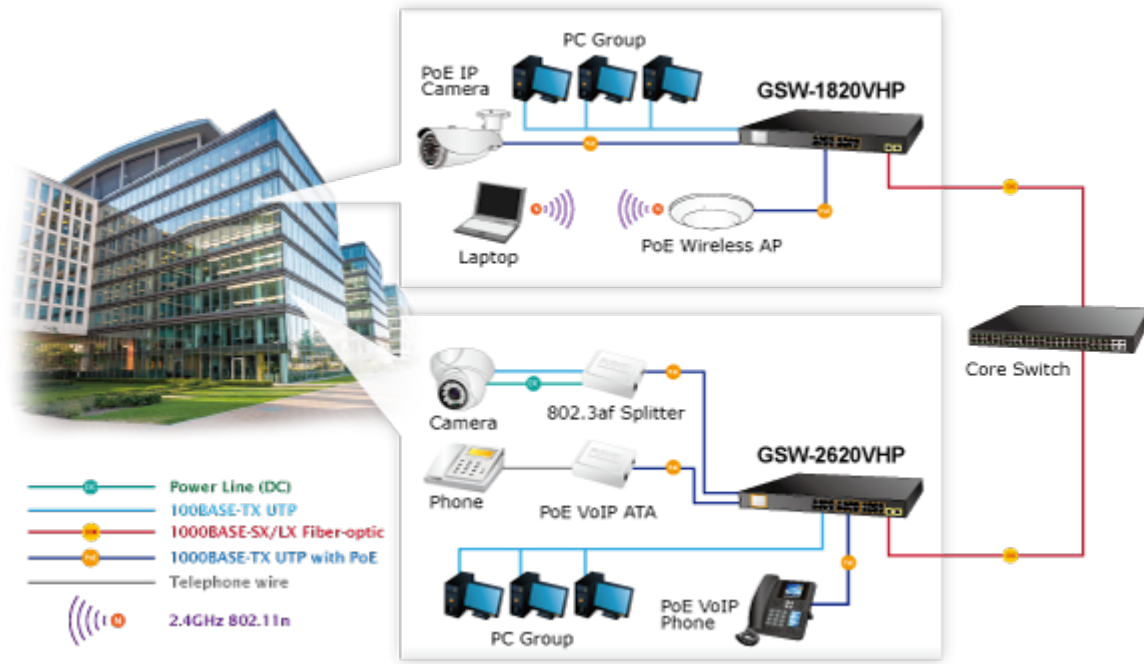 PC Group
PoE IP
Camera
GSW-1820VHP
Laptop
PoE Wireless AP
Core Switch
Camera
802.3af Splitter
GSW-2620VHP
Phone
PoE VoIP ATA
PoE VoIP
Phone
PC Group
DC
Power Line (DC)
100BASE-TX UTP
1000BASE-SX/LX Fiber-optic
PoE
1000BASE-TX UTP with PoE
Telephone wire
N
2.4GHz 802.11n